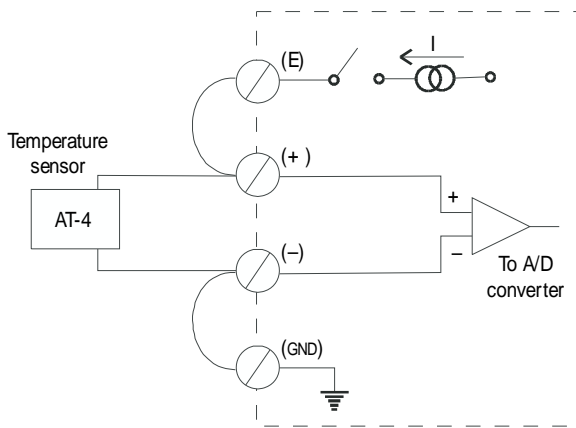 (E)
I
Temperature
sensor
(+)
+
AT-4
(–)
–
To A/D
converter
(GND)